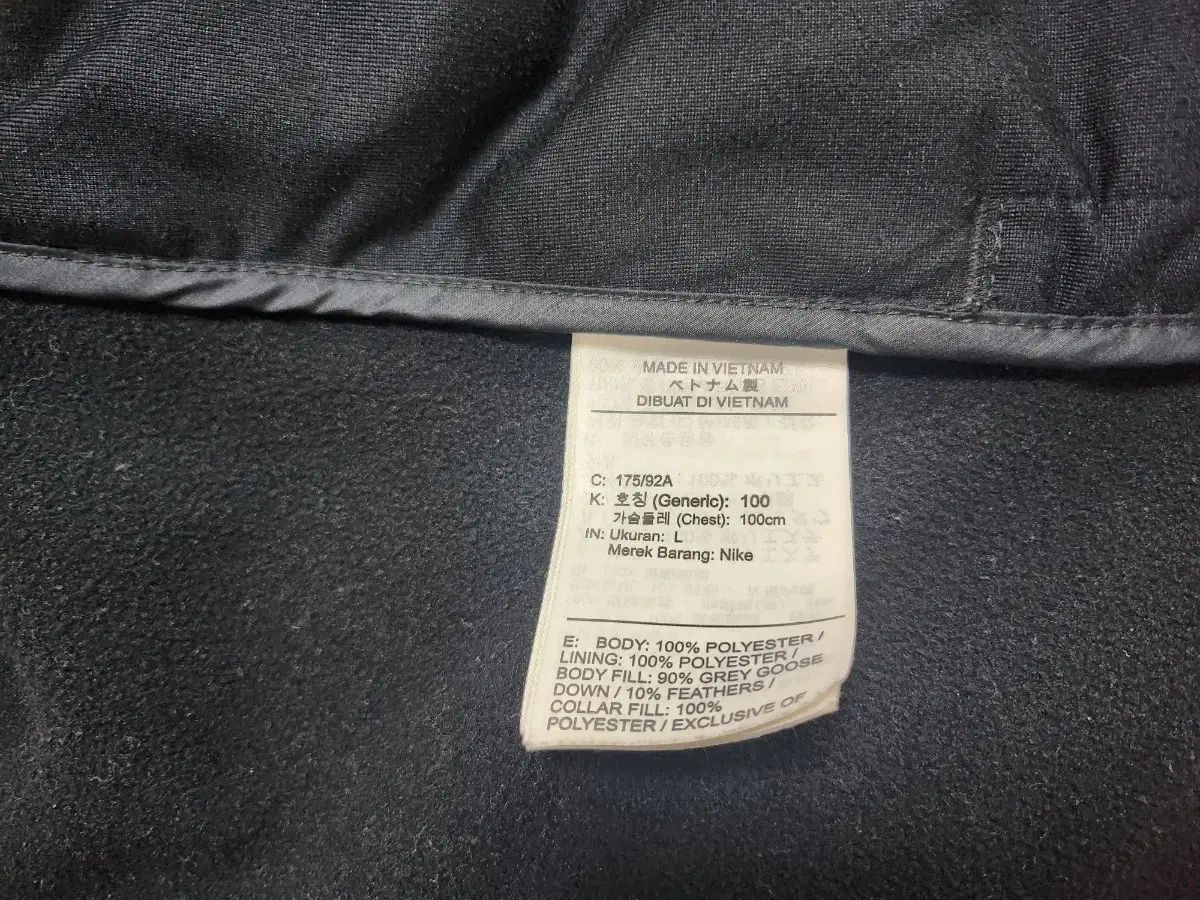 MADE IN VIETNAM
ベトナム製
DIBUAT DI VIETNAM
C: 175/92A
K: 호칭 (Generic): 100
가슴둘레 (Chest): 100cm
IN: Ukuran: L
Merek Barang: Nike
E: BODY: 100% POLYESTER /
LINING: 100% POLYESTER /
BODY FILL: 90% GREY GOOSE
DOWN / 10% FEATHERS /
COLLAR FILL: 100%
POLYESTER / EXCLUSIVE OF